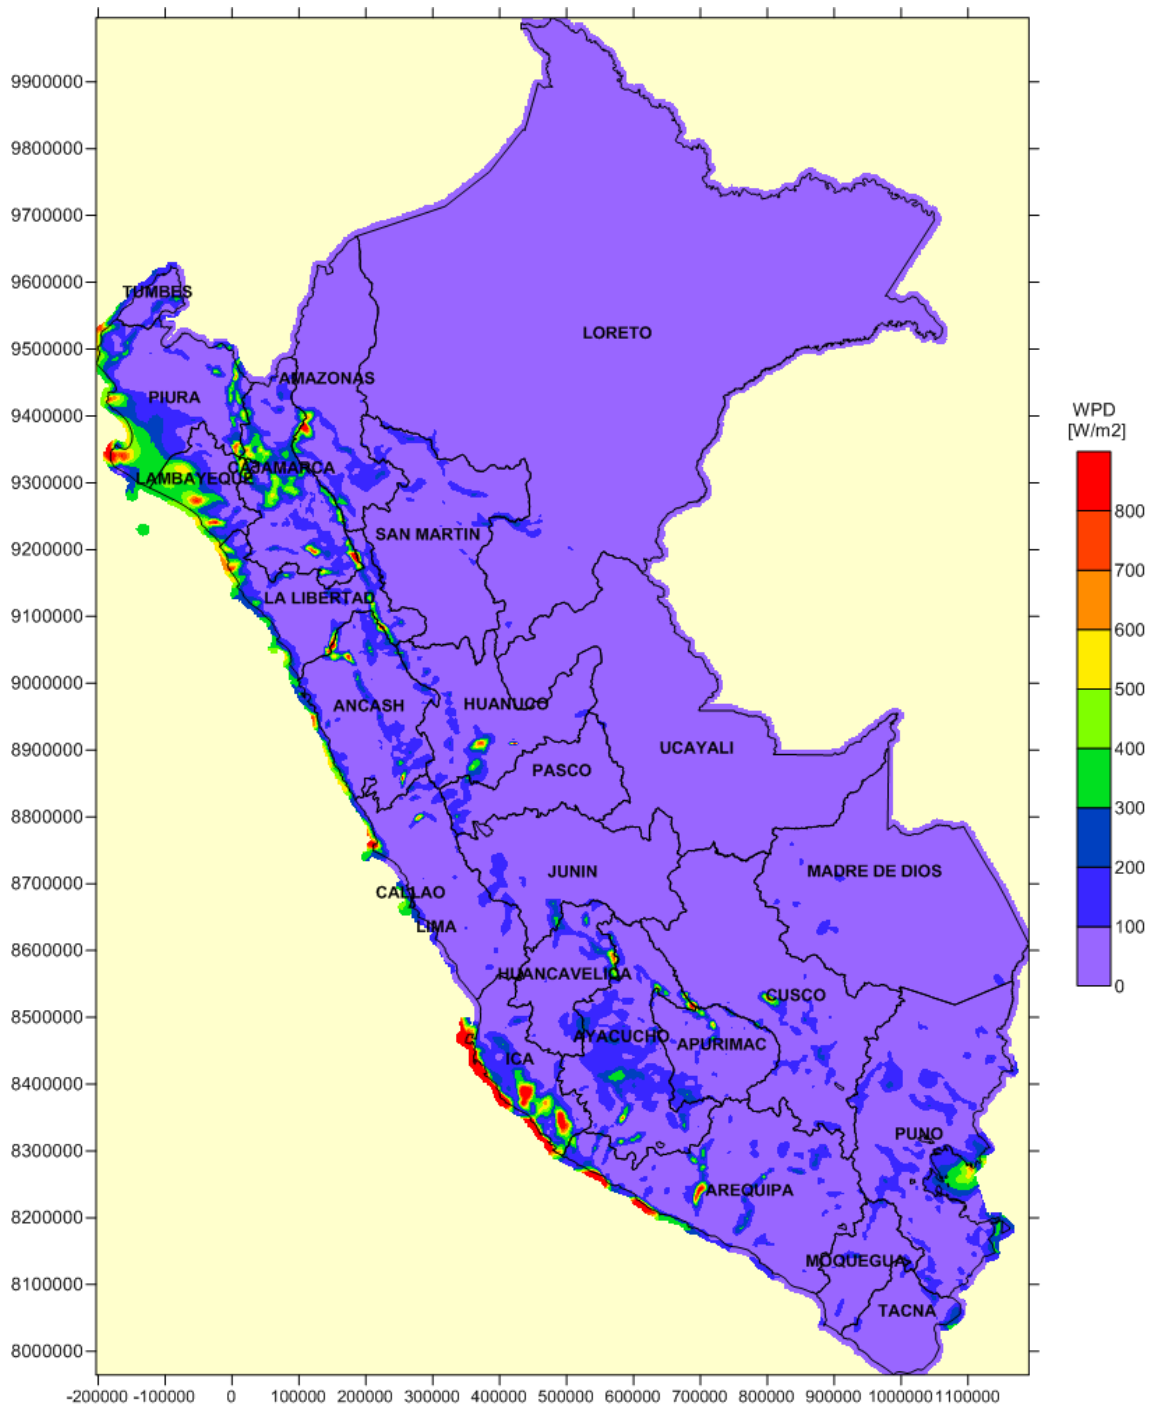 9900000
9800000
9700000
9600000
9500000
9400000
9300000
9200000
9100000
9000000
8900000
8800000
8700000
8600000
8500000
8400000
8300000
8200000
8100000
8000000
TUMBES
LORETO
AMAZONAS
PIURA
CAJAMARCA
LAMBAYEQUE
SAN MARTIN
LA LIBERTAD
ANCASH
HUANUCO
UCAYALI
PASCO
JUNIN
MADRE DE DIOS
CALLAO
LIMA
HUANCAVELICA
CUSCO
AYACUCHO
APURIMAC
ICA
PUNO
AREQUIPA
MOQUEGUA
TACNA
WPD
[W/m2]
800
700
600
500
400
300
200
100
0
-200000 -100000 0 100000 200000 300000 400000 500000 600000 700000 800000 900000 1000000 1100000